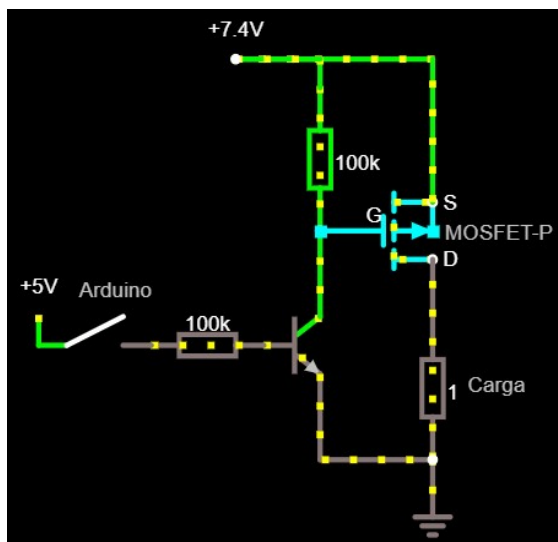 +7.4V
100k
S
G
MOSFET-P
D
+5V
Arduino
100k
1
Carga